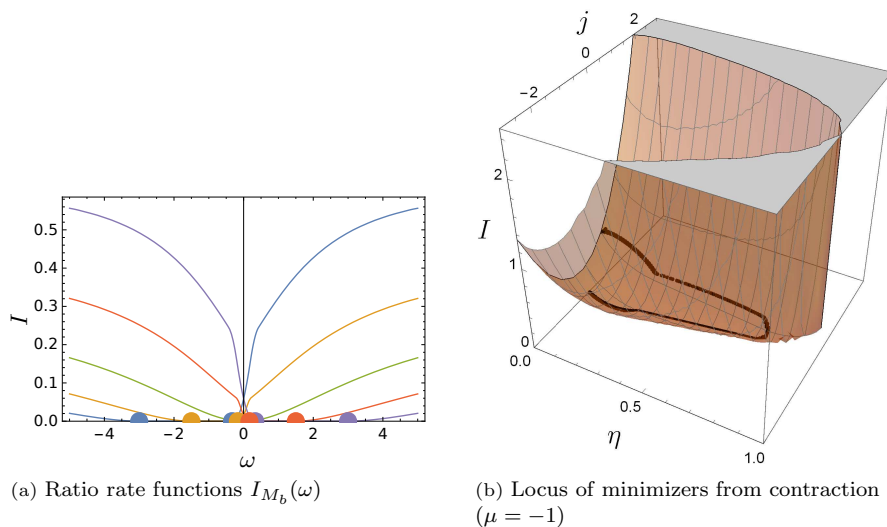 I
0.5
0.4
0.3
0.2
0.1
0.0
−4 −2 0 2 4
ω
(a) Ratio rate functions I_{M_b}(ω)
j
2
0
−2
2
I
1
0
0.0
0.5
1.0
η
(b) Locus of minimizers from contraction
(μ = −1)